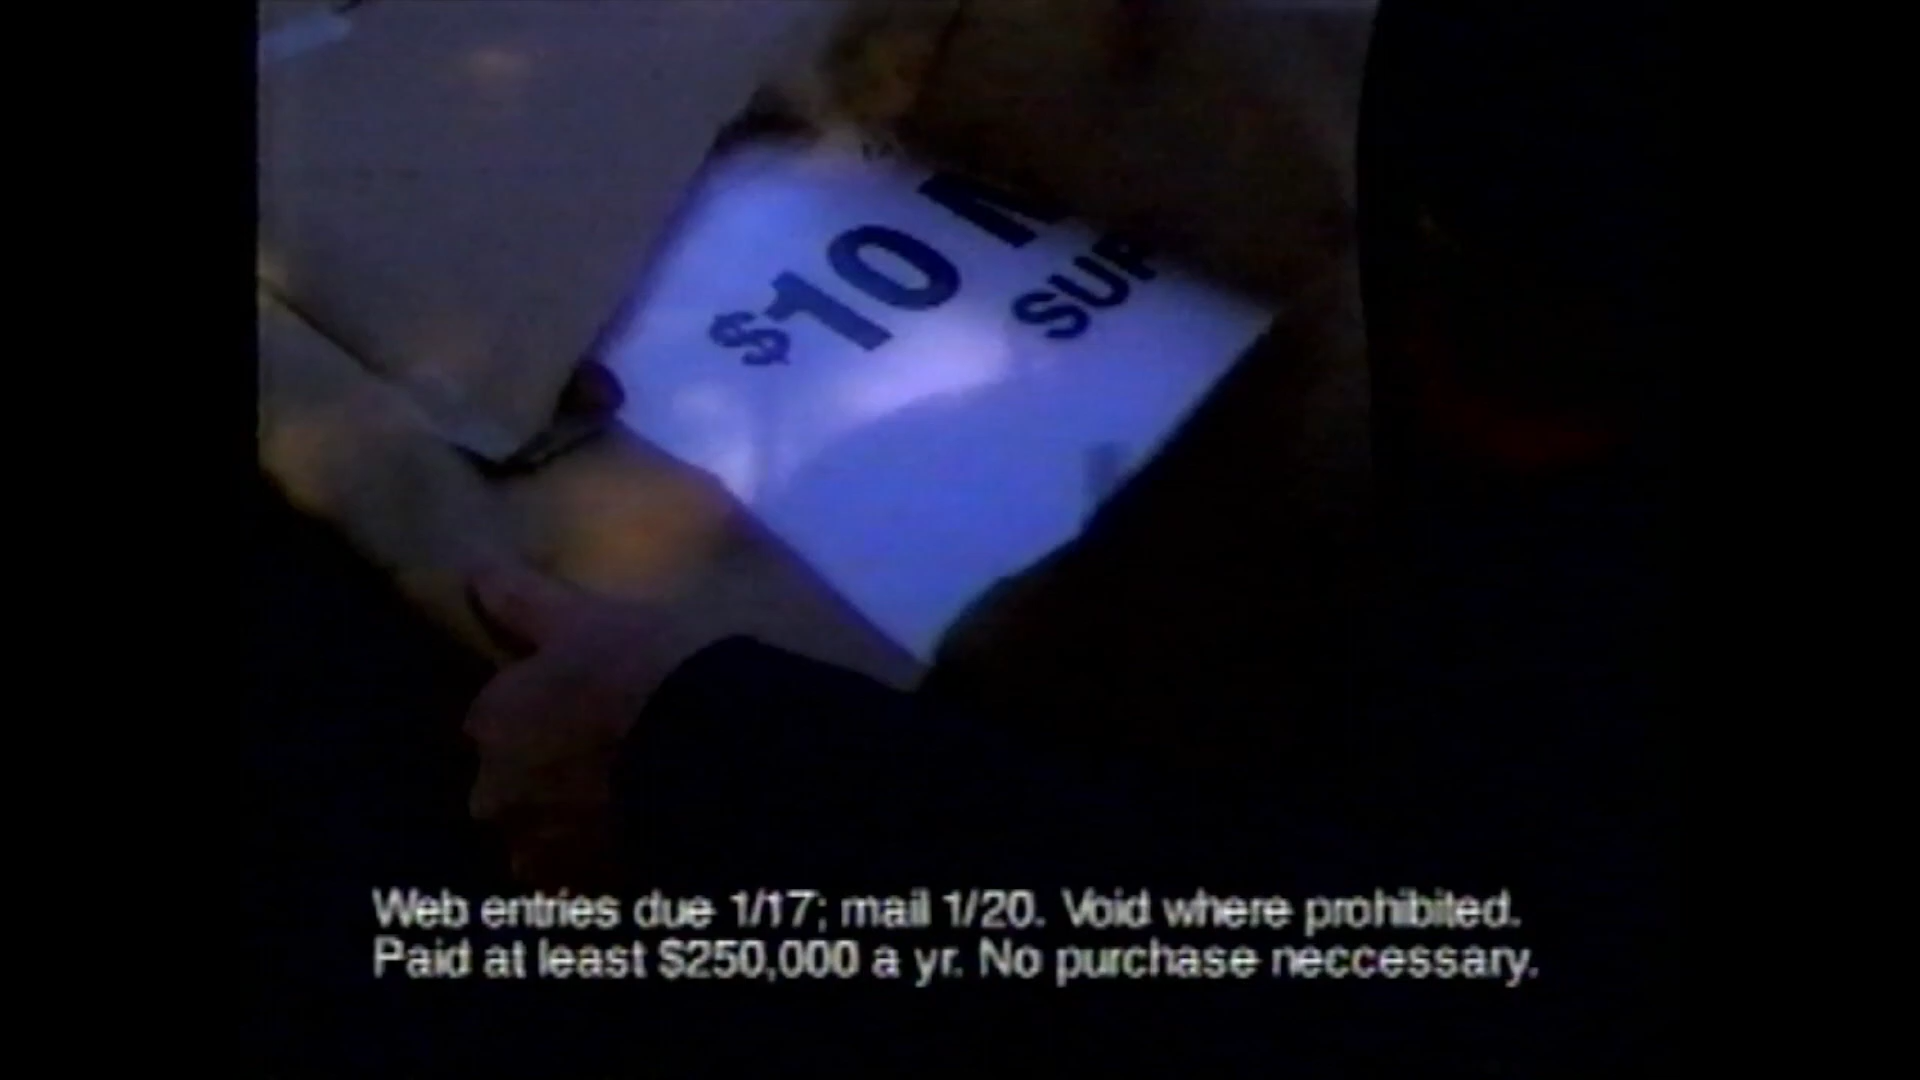 $10 M
SUP
Web entries due 1/17; mail 1/20. Void where prohibited.
Paid at least $250,000 a yr. No purchase neccessary.